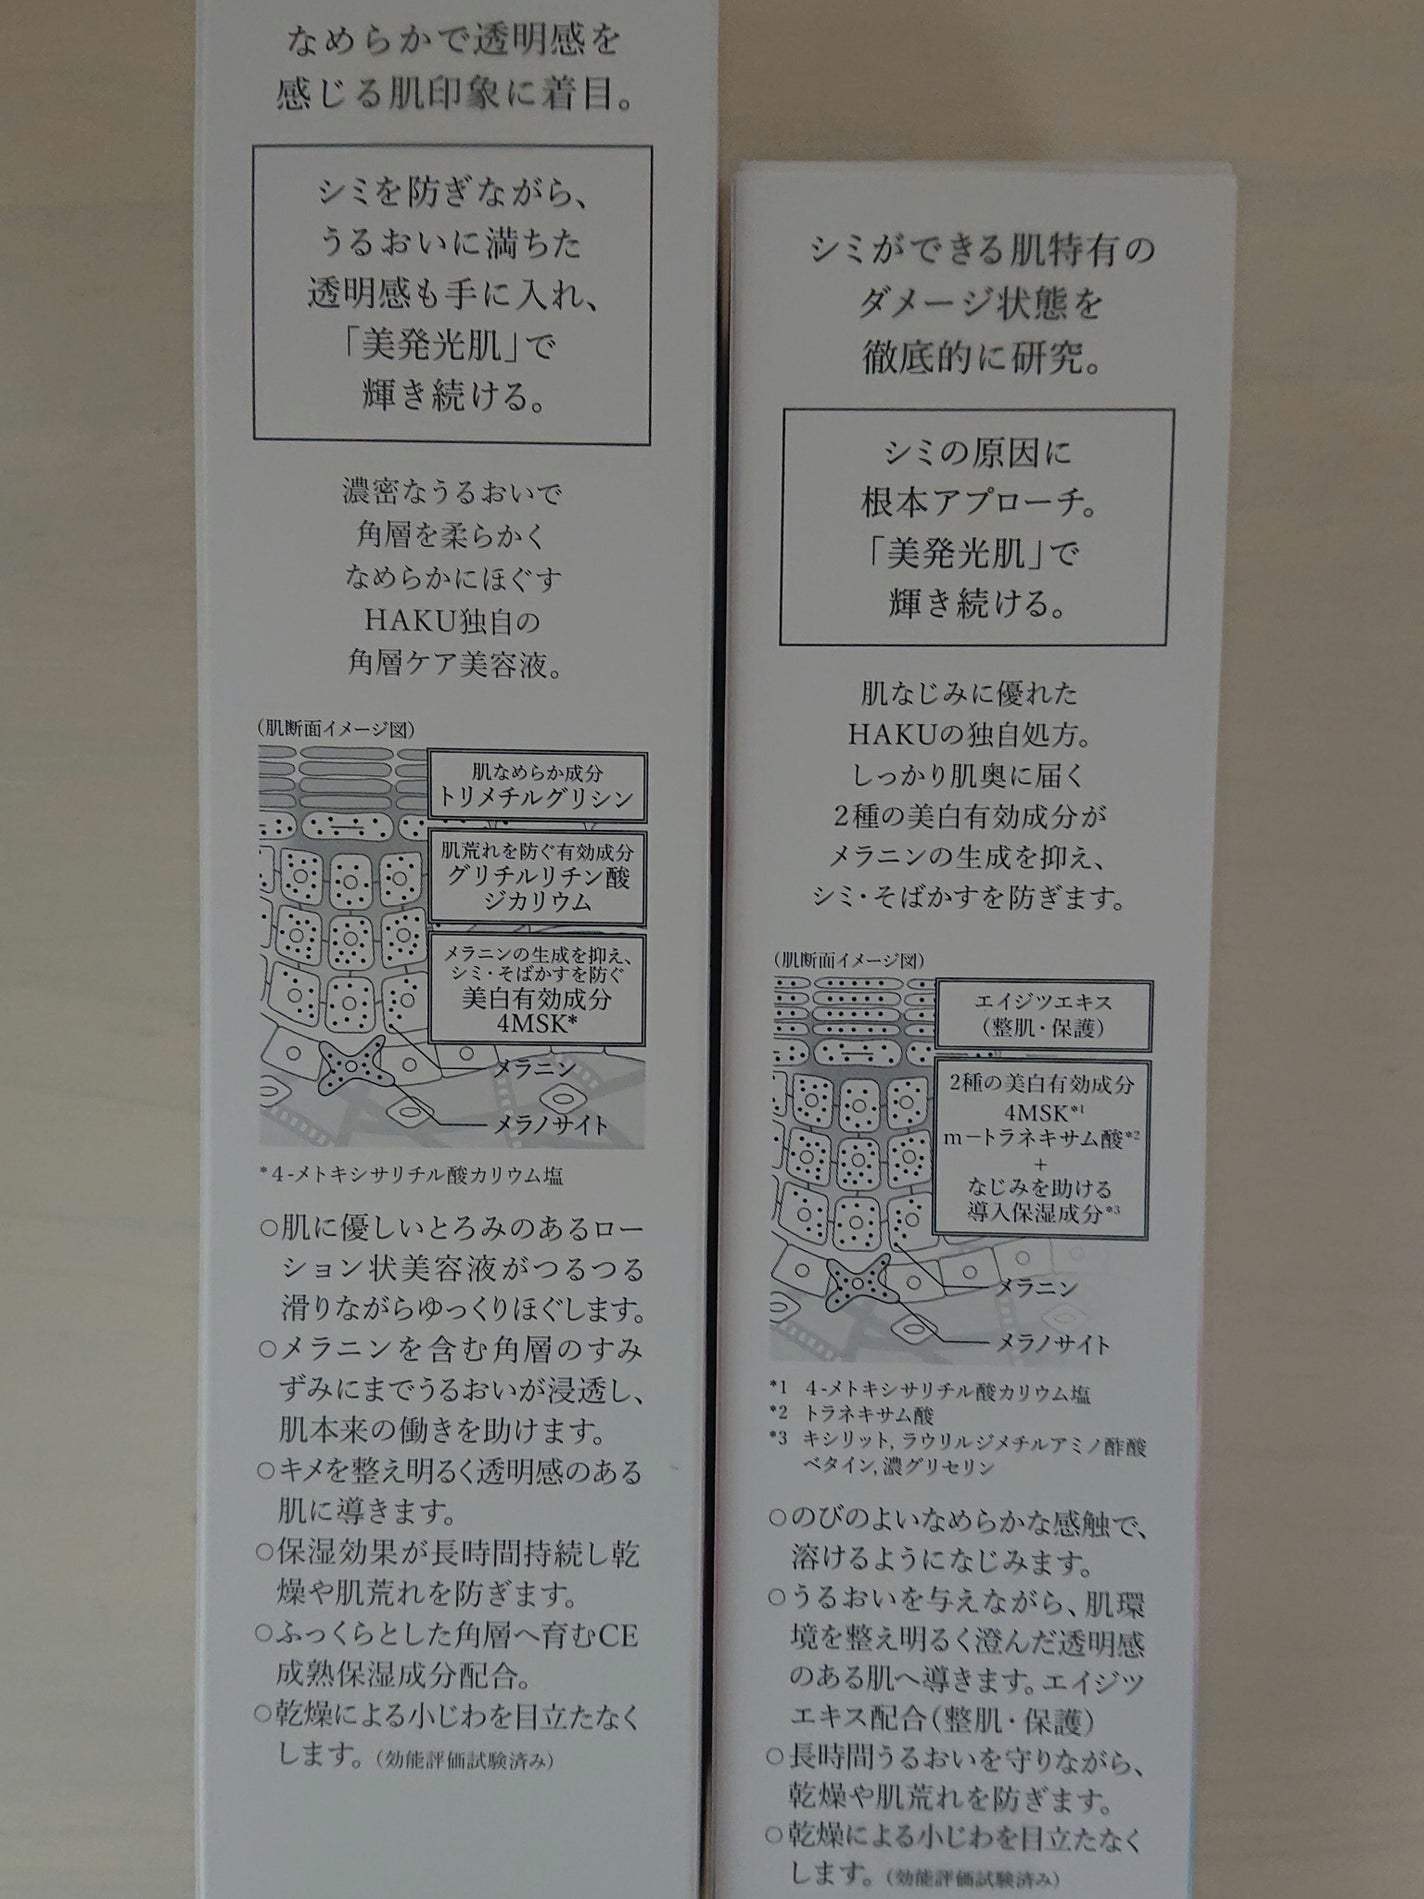 なめらかで透明感を
感じる肌印象に着目。
シミを防ぎながら、
うるおいに満ちた
透明感も手に入れ、
「美発光肌」で
輝き続ける。
濃密なうるおいで
角層を柔らかく
なめらかにほぐす
HAKU独自の
角層ケア美容液。
(肌断面イメージ図)
肌なめらか成分
トリメチルグリシン
肌荒れを防ぐ有効成分
グリチルリチン酸
ジカリウム
メラニンの生成を抑え、
シミ・そばかすを防ぐ
美白有効成分
4MSK*
メラニン
メラノサイト
*4-メトキシサリチル酸カリウム塩
○肌に優しいとろみのあるロー
ション状美容液がつるつる
滑りながらゆっくりほぐします。
○メラニンを含む角層のすみ
ずみにまでうるおいが浸透し、
肌本来の働きを助けます。
○キメを整え明るく透明感のある
肌に導きます。
○保湿効果が長時間持続し乾
燥や肌荒れを防ぎます。
○ふっくらとした角層へ育むCE
成熟保湿成分配合。
○乾燥による小じわを目立たなく
します。(効能評価試験済み)
シミができる肌特有の
ダメージ状態を
徹底的に研究。
シミの原因に
根本アプローチ。
「美発光肌」で
輝き続ける。
肌なじみに優れた
HAKUの独自処方。
しっかり肌奥に届く
2種の美白有効成分が
メラニンの生成を抑え、
シミ・そばかすを防ぎます。
(肌断面イメージ図)
エイジツエキス
(整肌・保護)
2種の美白有効成分
4MSK*1
m-トラネキサム酸*2
+
なじみを助ける
導入保湿成分*3
メラニン
メラノサイト
*1 4-メトキシサリチル酸カリウム塩
*2 トラネキサム酸
*3 キシリット, ラウリルジメチルアミノ酢酸
ベタイン, 濃グリセリン
○のびのよいなめらかな感触で、
溶けるようになじみます。
○うるおいを与えながら、肌環
境を整え明るく澄んだ透明感
のある肌へ導きます。エイジツ
エキス配合(整肌・保護)
○長時間うるおいを守りながら、
乾燥や肌荒れを防ぎます。
○乾燥による小じわを目立たなく
します。(効能評価試験済み)